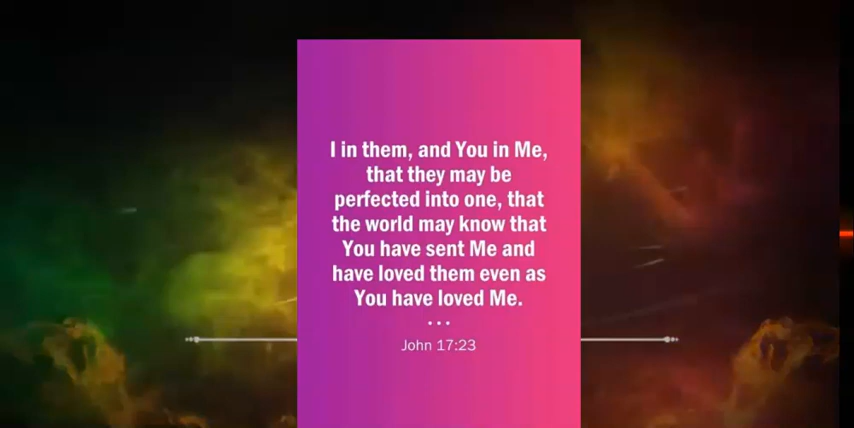 I in them, and You in Me,
that they may be
perfected into one, that
the world may know that
You have sent Me and
have loved them even as
You have loved Me.
...
John 17:23